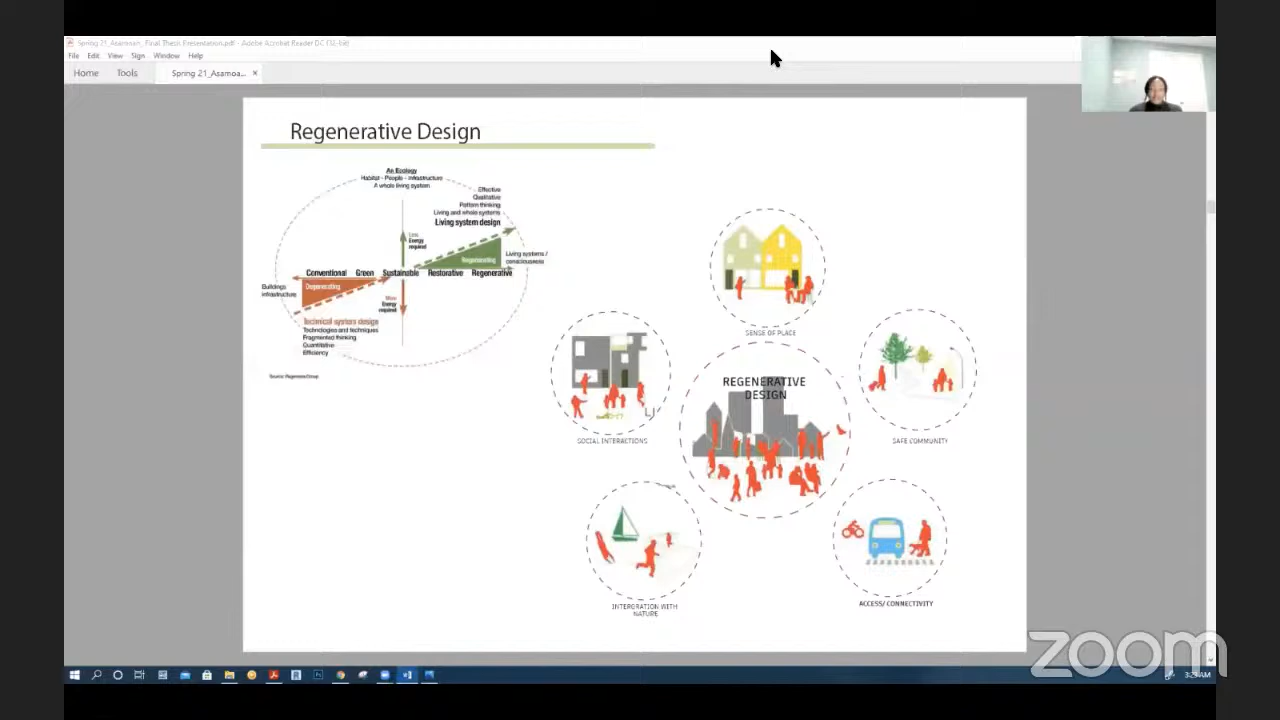 Spring 21_Asamoah_ Final Thesis Presentation.pdf - Adobe Acrobat Reader DC (32-bit)
File Edit View Sign Window Help
Home Tools Spring 21_Asamoa... ×
Regenerative Design
An Ecology
Habitat - People - Infrastructure
A whole living system
Effective
Qualitative
Pattern thinking
Living and whole systems
Living system design
Less
Energy
required
Regenerating
Living systems /
consciousness
Conventional Green Sustainable Restorative Regenerative
Buildings
infrastructure
Degenerating
More
Energy
required
Technical system design
Technologies and techniques
Fragmented thinking
Quantitative
Efficiency
Source: Regenesis Group
SENSE OF PLACE
SOCIAL INTERACTIONS
REGENERATIVE
DESIGN
SAFE COMMUNITY
INTERGRATION WITH
NATURE
ACCESS/ CONNECTIVITY
zoom